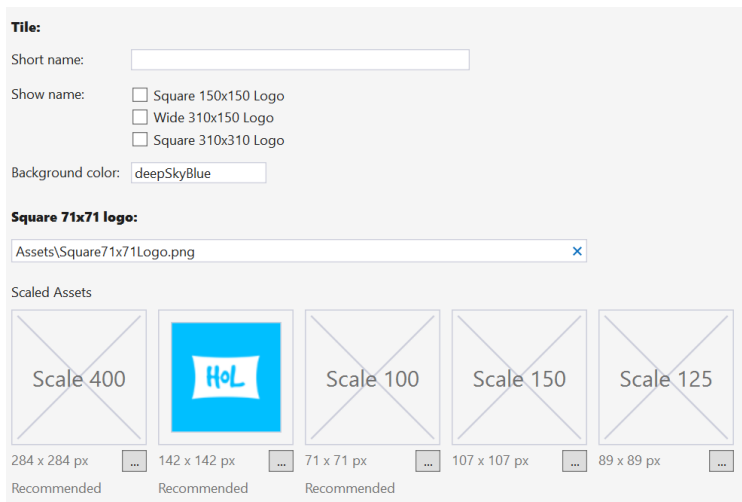 Tile:
Short name:
Show name:
Square 150x150 Logo
Wide 310x150 Logo
Square 310x310 Logo
Background color: deepSkyBlue
Square 71x71 logo:
Assets\Square71x71Logo.png
Scaled Assets
Scale 400 HOL Scale 100 Scale 150 Scale 125
284 x 284 px ... 142 x 142 px ... 71 x 71 px ... 107 x 107 px ... 89 x 89 px ...
Recommended Recommended Recommended